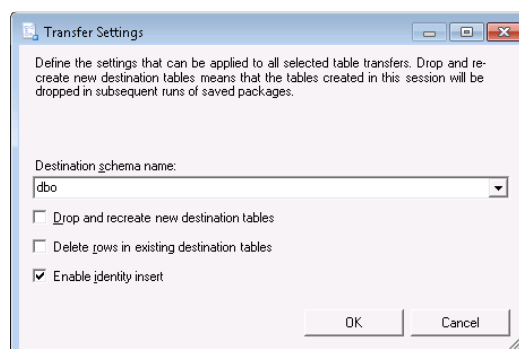 Transfer Settings
Define the settings that can be applied to all selected table transfers. Drop and re-
create new destination tables means that the tables created in this session will be
dropped in subsequent runs of saved packages.
Destination schema name:
dbo
Drop and recreate new destination tables
Delete rows in existing destination tables
Enable identity insert
OK Cancel